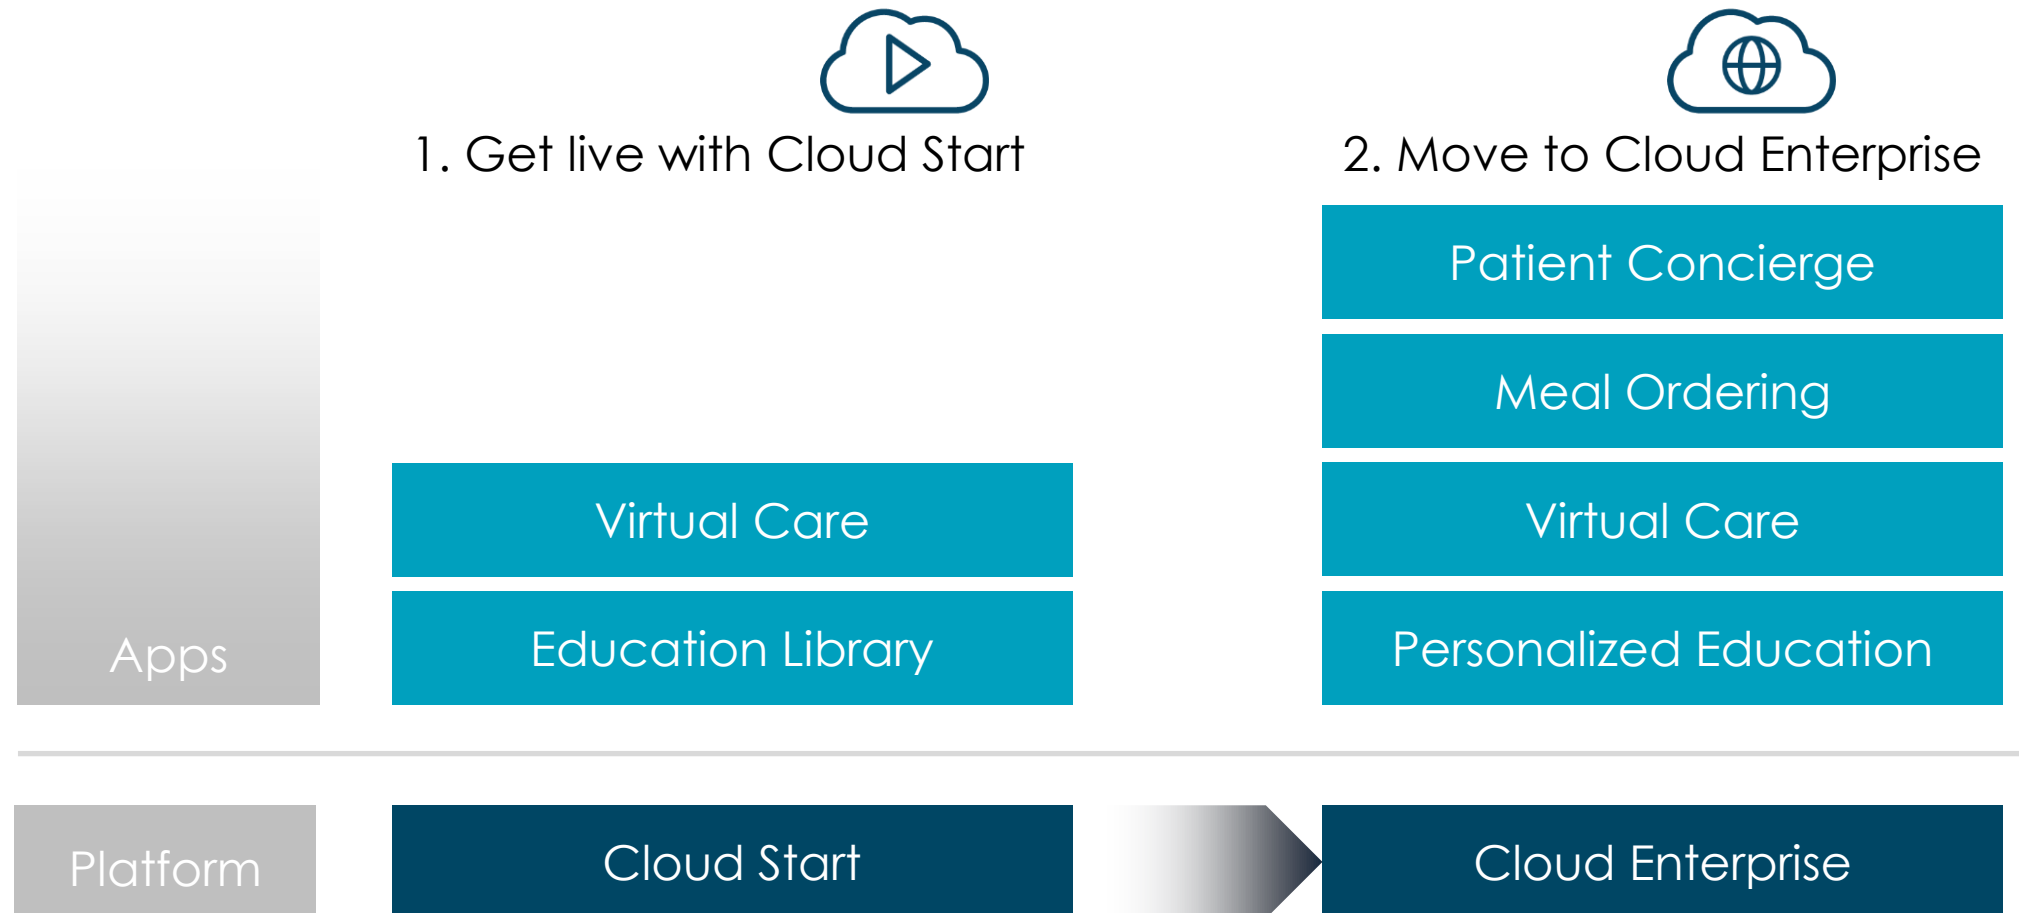 1. Get live with Cloud Start
2. Move to Cloud Enterprise
Patient Concierge
Meal Ordering
Virtual Care
Virtual Care
Apps
Education Library
Personalized Education
Platform
Cloud Start
Cloud Enterprise